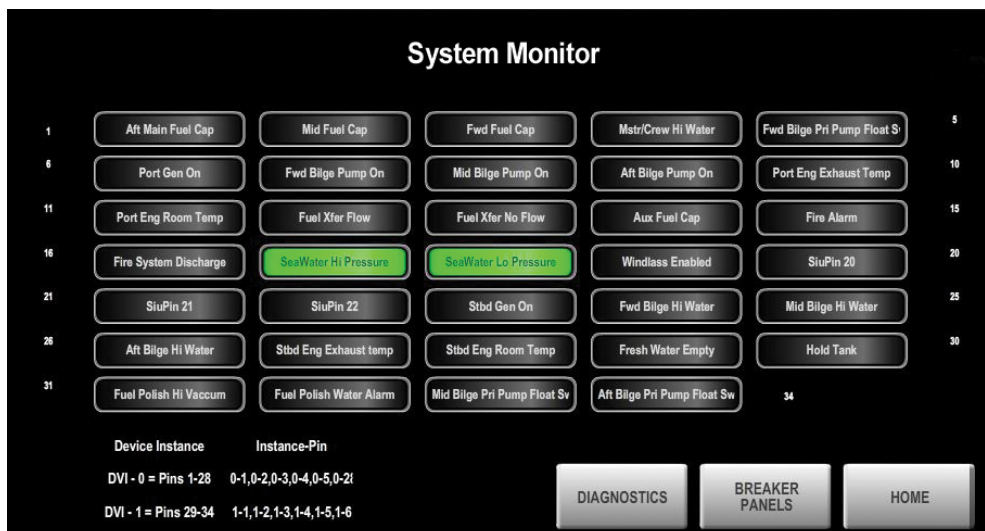 System Monitor
1 Aft Main Fuel Cap Mid Fuel Cap Fwd Fuel Cap Mstr/Crew Hi Water Fwd Bilge Pri Pump Float 5
6 Port Gen On Fwd Bilge Pump On Mid Bilge Pump On Aft Bilge Pump On Port Eng Exhaust Temp 10
11 Port Eng Room Temp Fuel Xfer Flow Fuel Xfer No Flow Aux Fuel Cap Fire Alarm 15
16 Fire System Discharge SeaWater Hi Pressure SeaWater Lo Pressure Windlass Enabled SiuPin 20 20
21 SiuPin 21 SiuPin 22 Stbd Gen On Fwd Bilge Hi Water Mid Bilge Hi Water 25
26 Aft Bilge Hi Water Stbd Eng Exhaust temp Stbd Eng Room Temp Fresh Water Empty Hold Tank 30
31 Fuel Polish Hi Vaccum Fuel Polish Water Alarm Mid Bilge Pri Pump Float Aft Bilge Pri Pump Float Sw 34
Device Instance Instance-Pin
DVI - 0 = Pins 1-28 0-1,0-2,0-3,0-4,0-5,0-28
DVI - 1 = Pins 29-34 1-1,1-2,1-3,1-4,1-5,1-6
DIAGNOSTICS BREAKER PANELS HOME